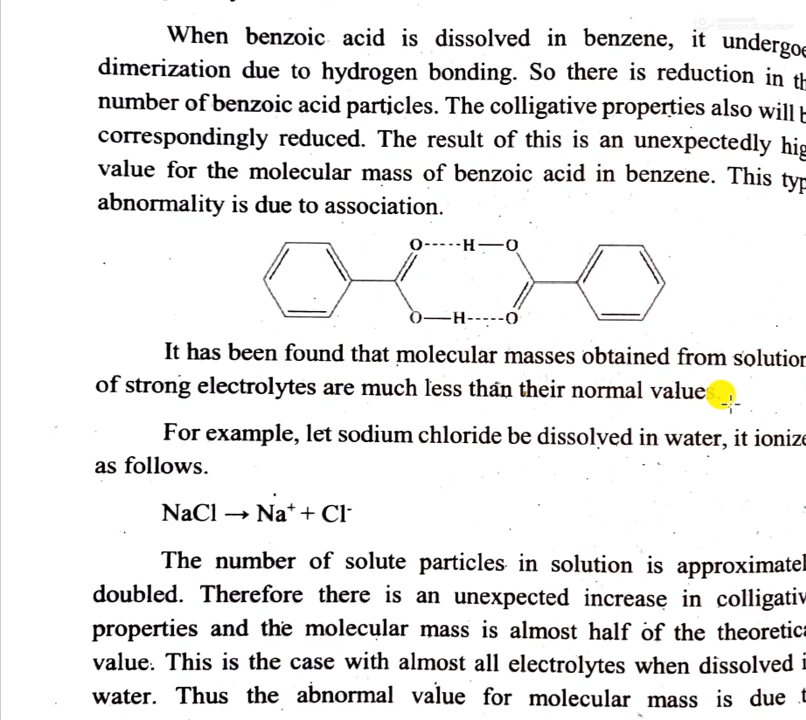 When benzoic acid is dissolved in benzene, it undergoe
dimerization due to hydrogen bonding. So there is reduction in th
number of benzoic acid particles. The colligative properties also will b
correspondingly reduced. The result of this is an unexpectedly hig
value for the molecular mass of benzoic acid in benzene. This typ
abnormality is due to association.
O-----H—O
O—H-----O
It has been found that molecular masses obtained from solution
of strong electrolytes are much less than their normal values.
For example, let sodium chloride be dissolved in water, it ionize
as follows.
NaCl → Na⁺ + Cl⁻
The number of solute particles in solution is approximatel
doubled. Therefore there is an unexpected increase in colligativ
properties and the molecular mass is almost half of the theoretica
value. This is the case with almost all electrolytes when dissolved i
water. Thus the abnormal value for molecular mass is due t